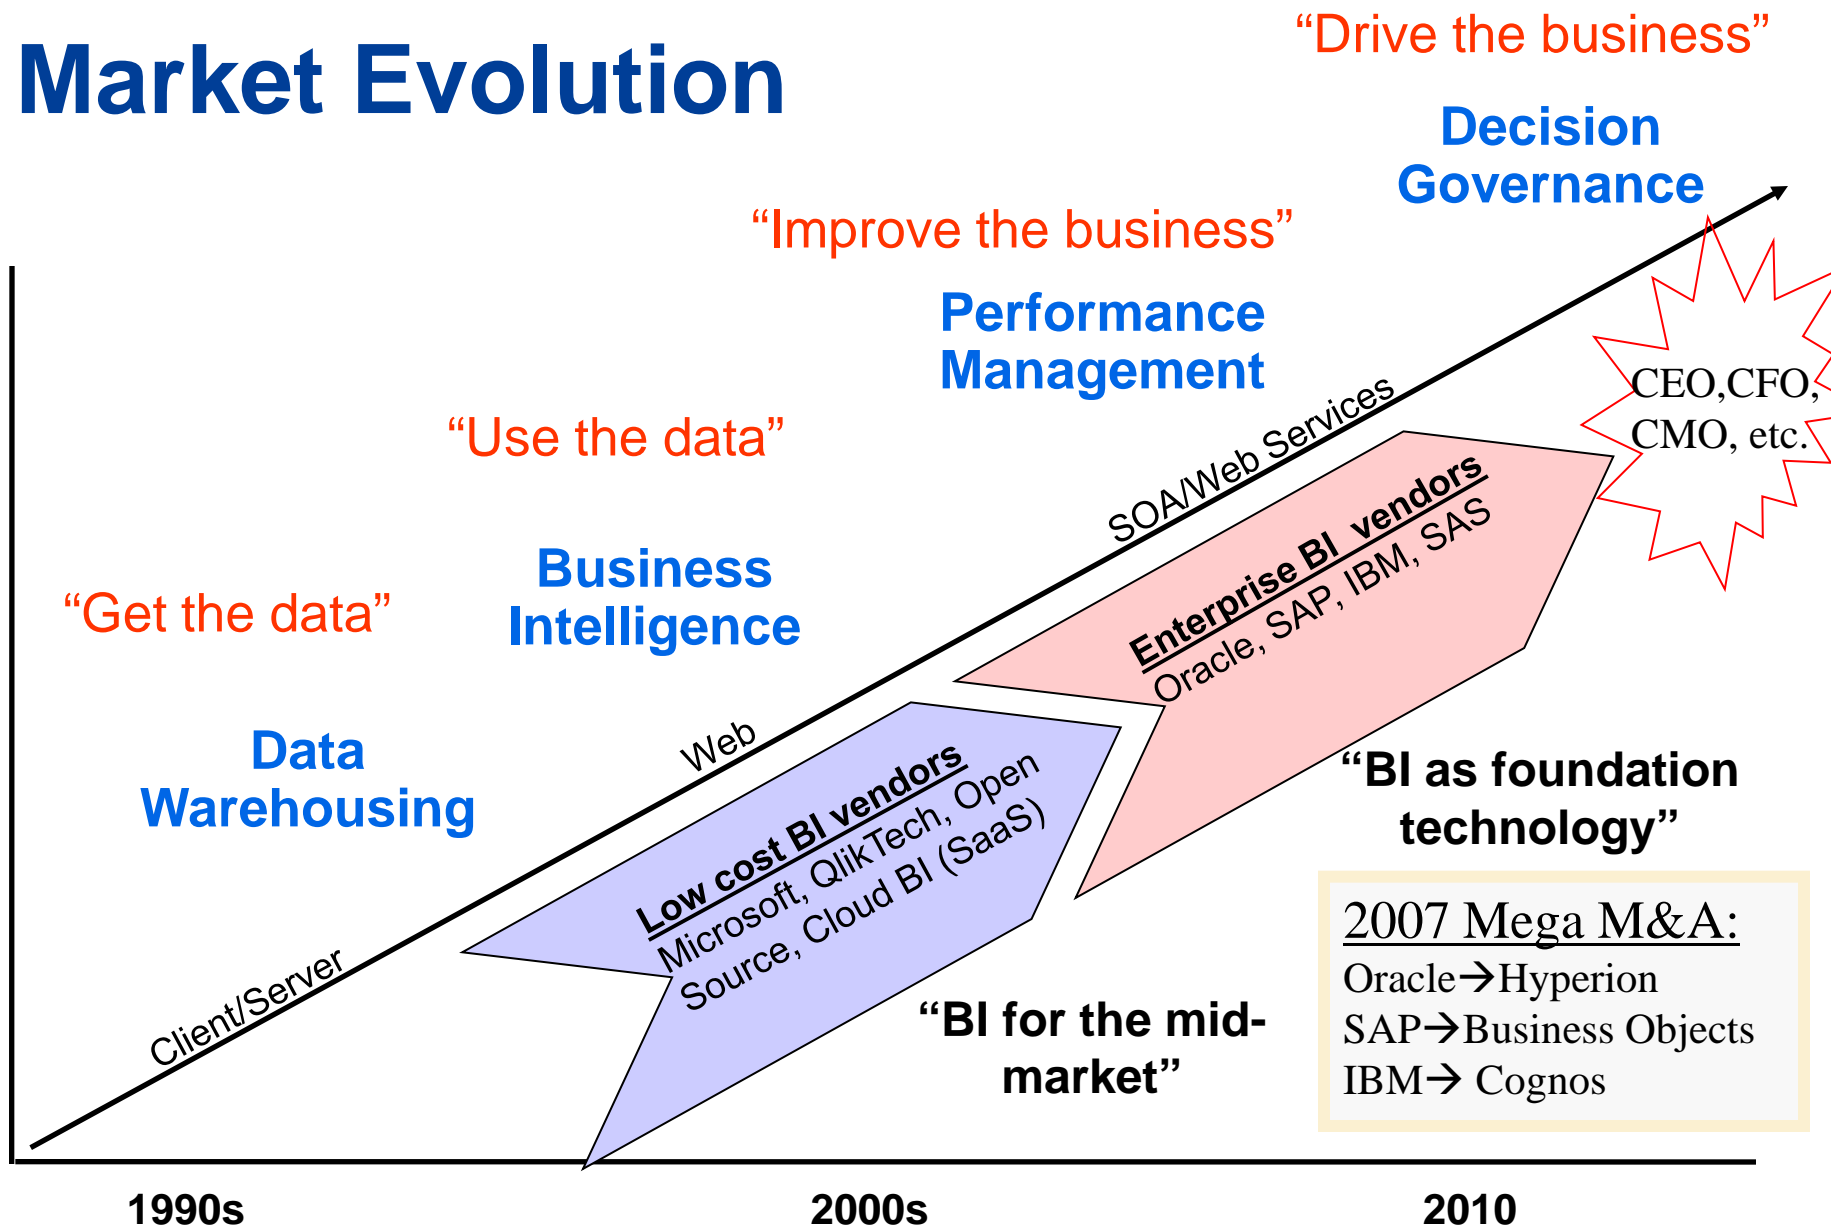 Market Evolution
“Drive the business”
Decision
Governance
“Improve the business”
Performance
Management
“Use the data”
Business
Intelligence
“Get the data”
Data
Warehousing
Client/Server
Web
SOA/Web Services
CEO,CFO,
CMO, etc.
Enterprise BI vendors
Oracle, SAP, IBM, SAS
Low cost BI vendors
Microsoft, QlikTech, Open
Source, Cloud BI (SaaS)
“BI as foundation
technology”
“BI for the mid-
market”
2007 Mega M&A:
Oracle→Hyperion
SAP→Business Objects
IBM→ Cognos
1990s
2000s
2010